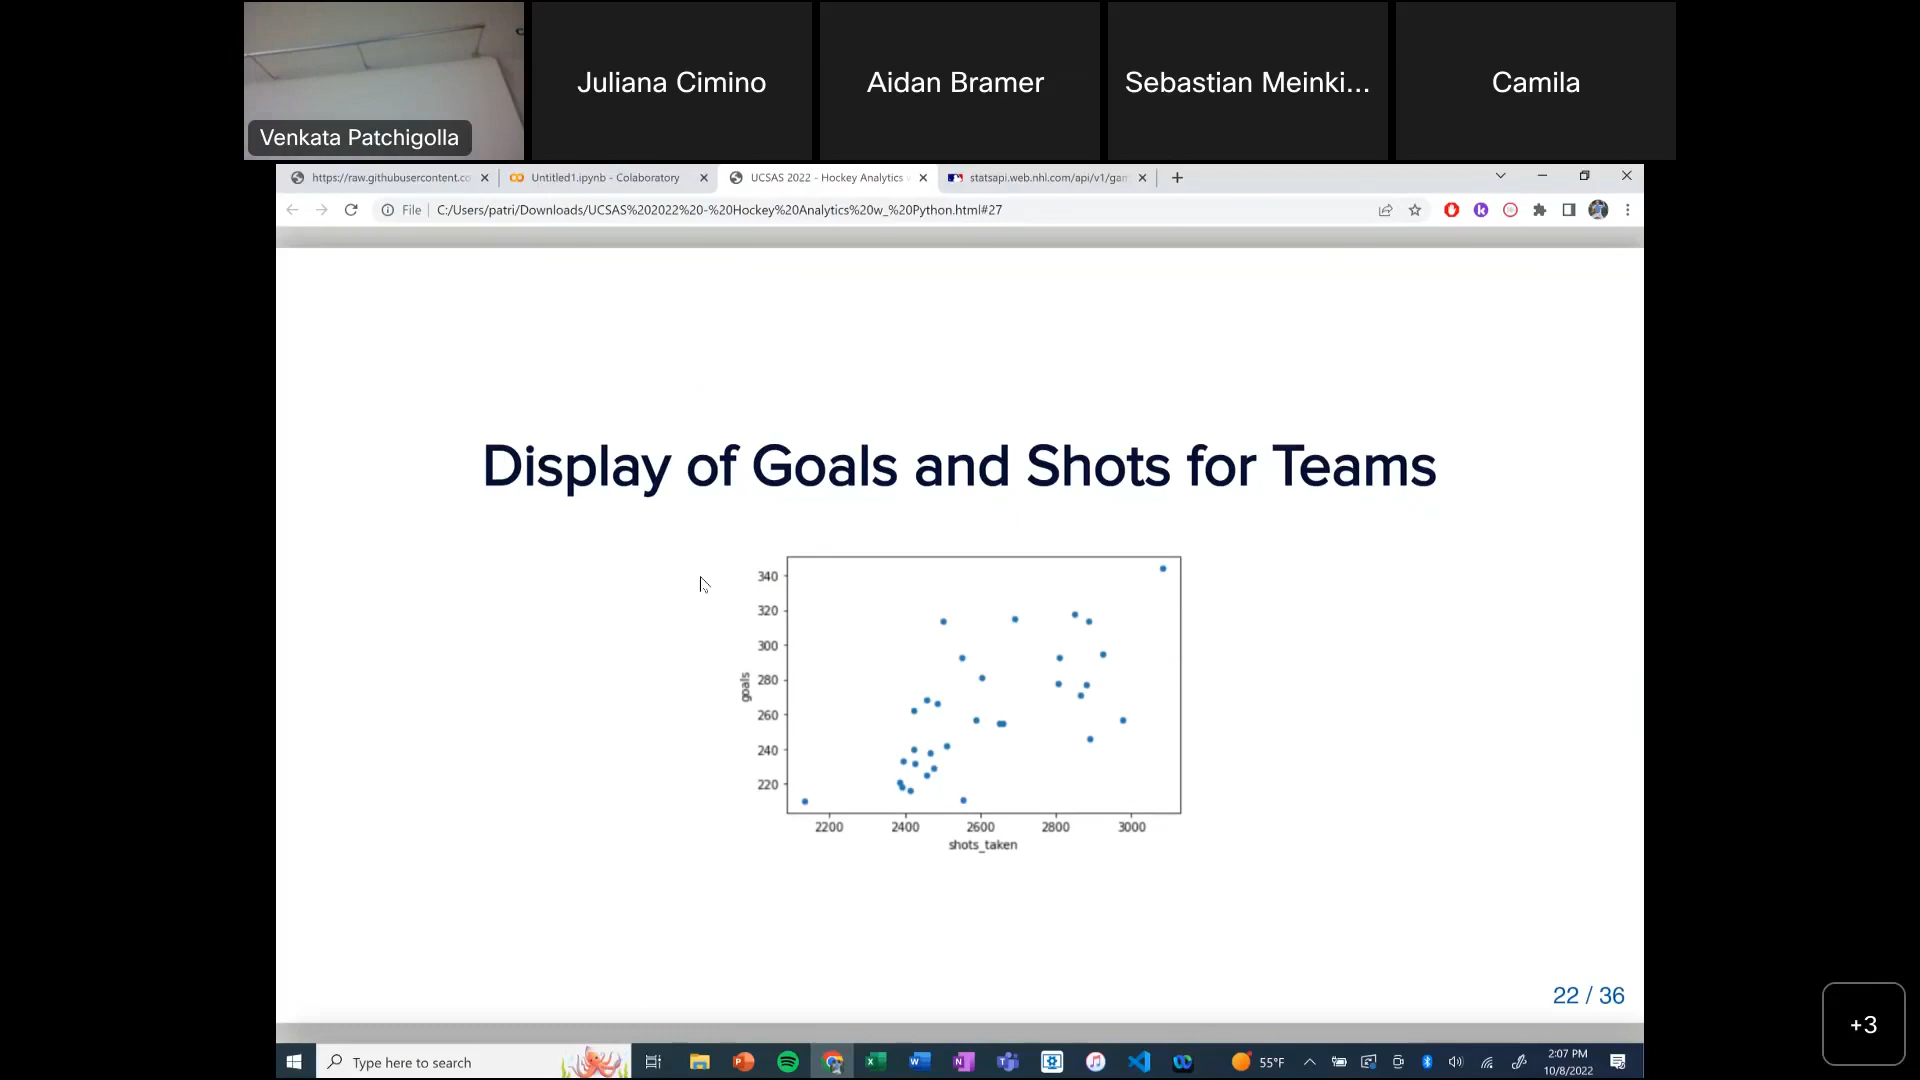 Venkata Patchigolla
Juliana Cimino
Aidan Bramer
Sebastian Meinki...
Camila
https://raw.githubusercontent.co
Untitled1.ipynb - Colaboratory
UCSAS 2022 - Hockey Analytics
statsapi.web.nhl.com/api/v1/gam
File
C:/Users/patri/Downloads/UCSAS%202022%20-%20Hockey%20Analytics%20w_%20Python.html#27
Display of Goals and Shots for Teams
340
320
300
280
260
240
220
goals
2200 2400 2600 2800 3000
shots_taken
22 / 36
+3
Type here to search
55°F
2:07 PM
10/8/2022